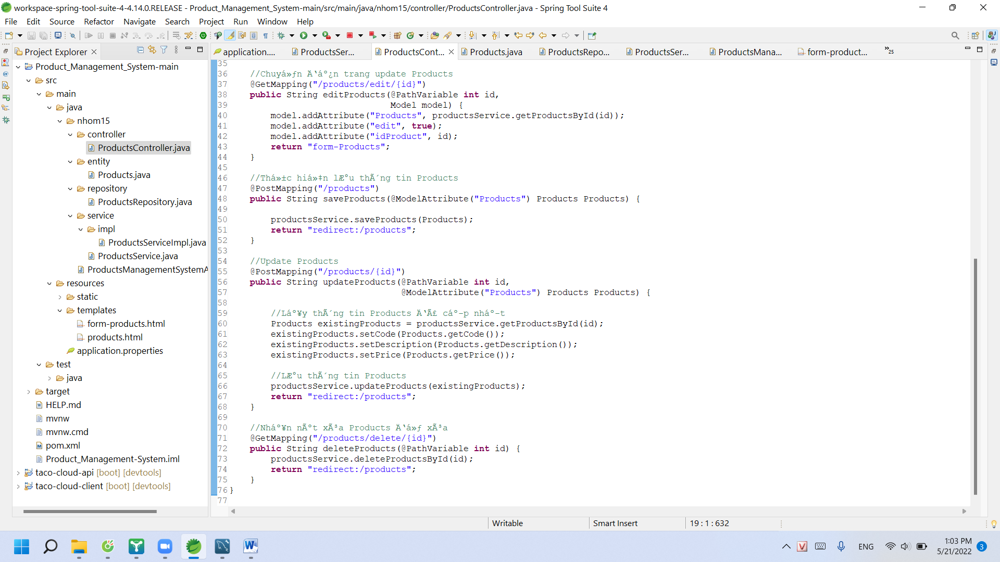 workspace-spring-tool-suite-4-4.14.0.RELEASE - Product_Management_System-main/src/main/java/nhom15/controller/ProductsController.java - Spring Tool Suite 4
File Edit Source Refactor Navigate Search Project Run Window Help
Project Explorer
application....
ProductsSer...
ProductsCont...
Products.java
ProductsRepo...
ProductsSer...
ProductsMana...
form-product...
»25
Product_Management_System-main
src
main
java
nhom15
controller
ProductsController.java
entity
Products.java
repository
ProductsRepository.java
service
impl
ProductsServiceImpl.java
ProductsService.java
ProductsManagementSystemA
resources
static
templates
form-products.html
products.html
application.properties
test
java
target
HELP.md
mvnw
mvnw.cmd
pom.xml
Product_Management-System.iml
taco-cloud-api [boot] [devtools]
taco-cloud-client [boot] [devtools]
35
36 //Chuyá»ƒn Ä‘áº¿n trang update Products
37 @GetMapping("/products/edit/{id}")
38 public String editProducts(@PathVariable int id,
39 Model model) {
40 model.addAttribute("Products", productsService.getProductsById(id));
41 model.addAttribute("edit", true);
42 model.addAttribute("idProduct", id);
43 return "form-Products";
44 }
45
46 //Thá»±c hiá»‡n lÆ°u thÃ´ng tin Products
47 @PostMapping("/products")
48 public String saveProducts(@ModelAttribute("Products") Products Products) {
49
50 productsService.saveProducts(Products);
51 return "redirect:/products";
52 }
53
54 //Update Products
55 @PostMapping("/products/{id}")
56 public String updateProducts(@PathVariable int id,
57 @ModelAttribute("Products") Products Products) {
58
59 //Láº¥y thÃ´ng tin Products Ä‘Ã£ cáº­p nháº­t
60 Products existingProducts = productsService.getProductsById(id);
61 existingProducts.setCode(Products.getCode());
62 existingProducts.setDescription(Products.getDescription());
63 existingProducts.setPrice(Products.getPrice());
64
65 //LÆ°u thÃ´ng tin Products
66 productsService.updateProducts(existingProducts);
67 return "redirect:/products";
68 }
69
70 //Nháº¥n nÃºt xÃ³a Products Ä‘á»ƒ xÃ³a
71 @GetMapping("/products/delete/{id}")
72 public String deleteProducts(@PathVariable int id) {
73 productsService.deleteProductsById(id);
74 return "redirect:/products";
75 }
76 }
77
Writable Smart Insert 19 : 1 : 632
ENG
1:03 PM
5/21/2022
3